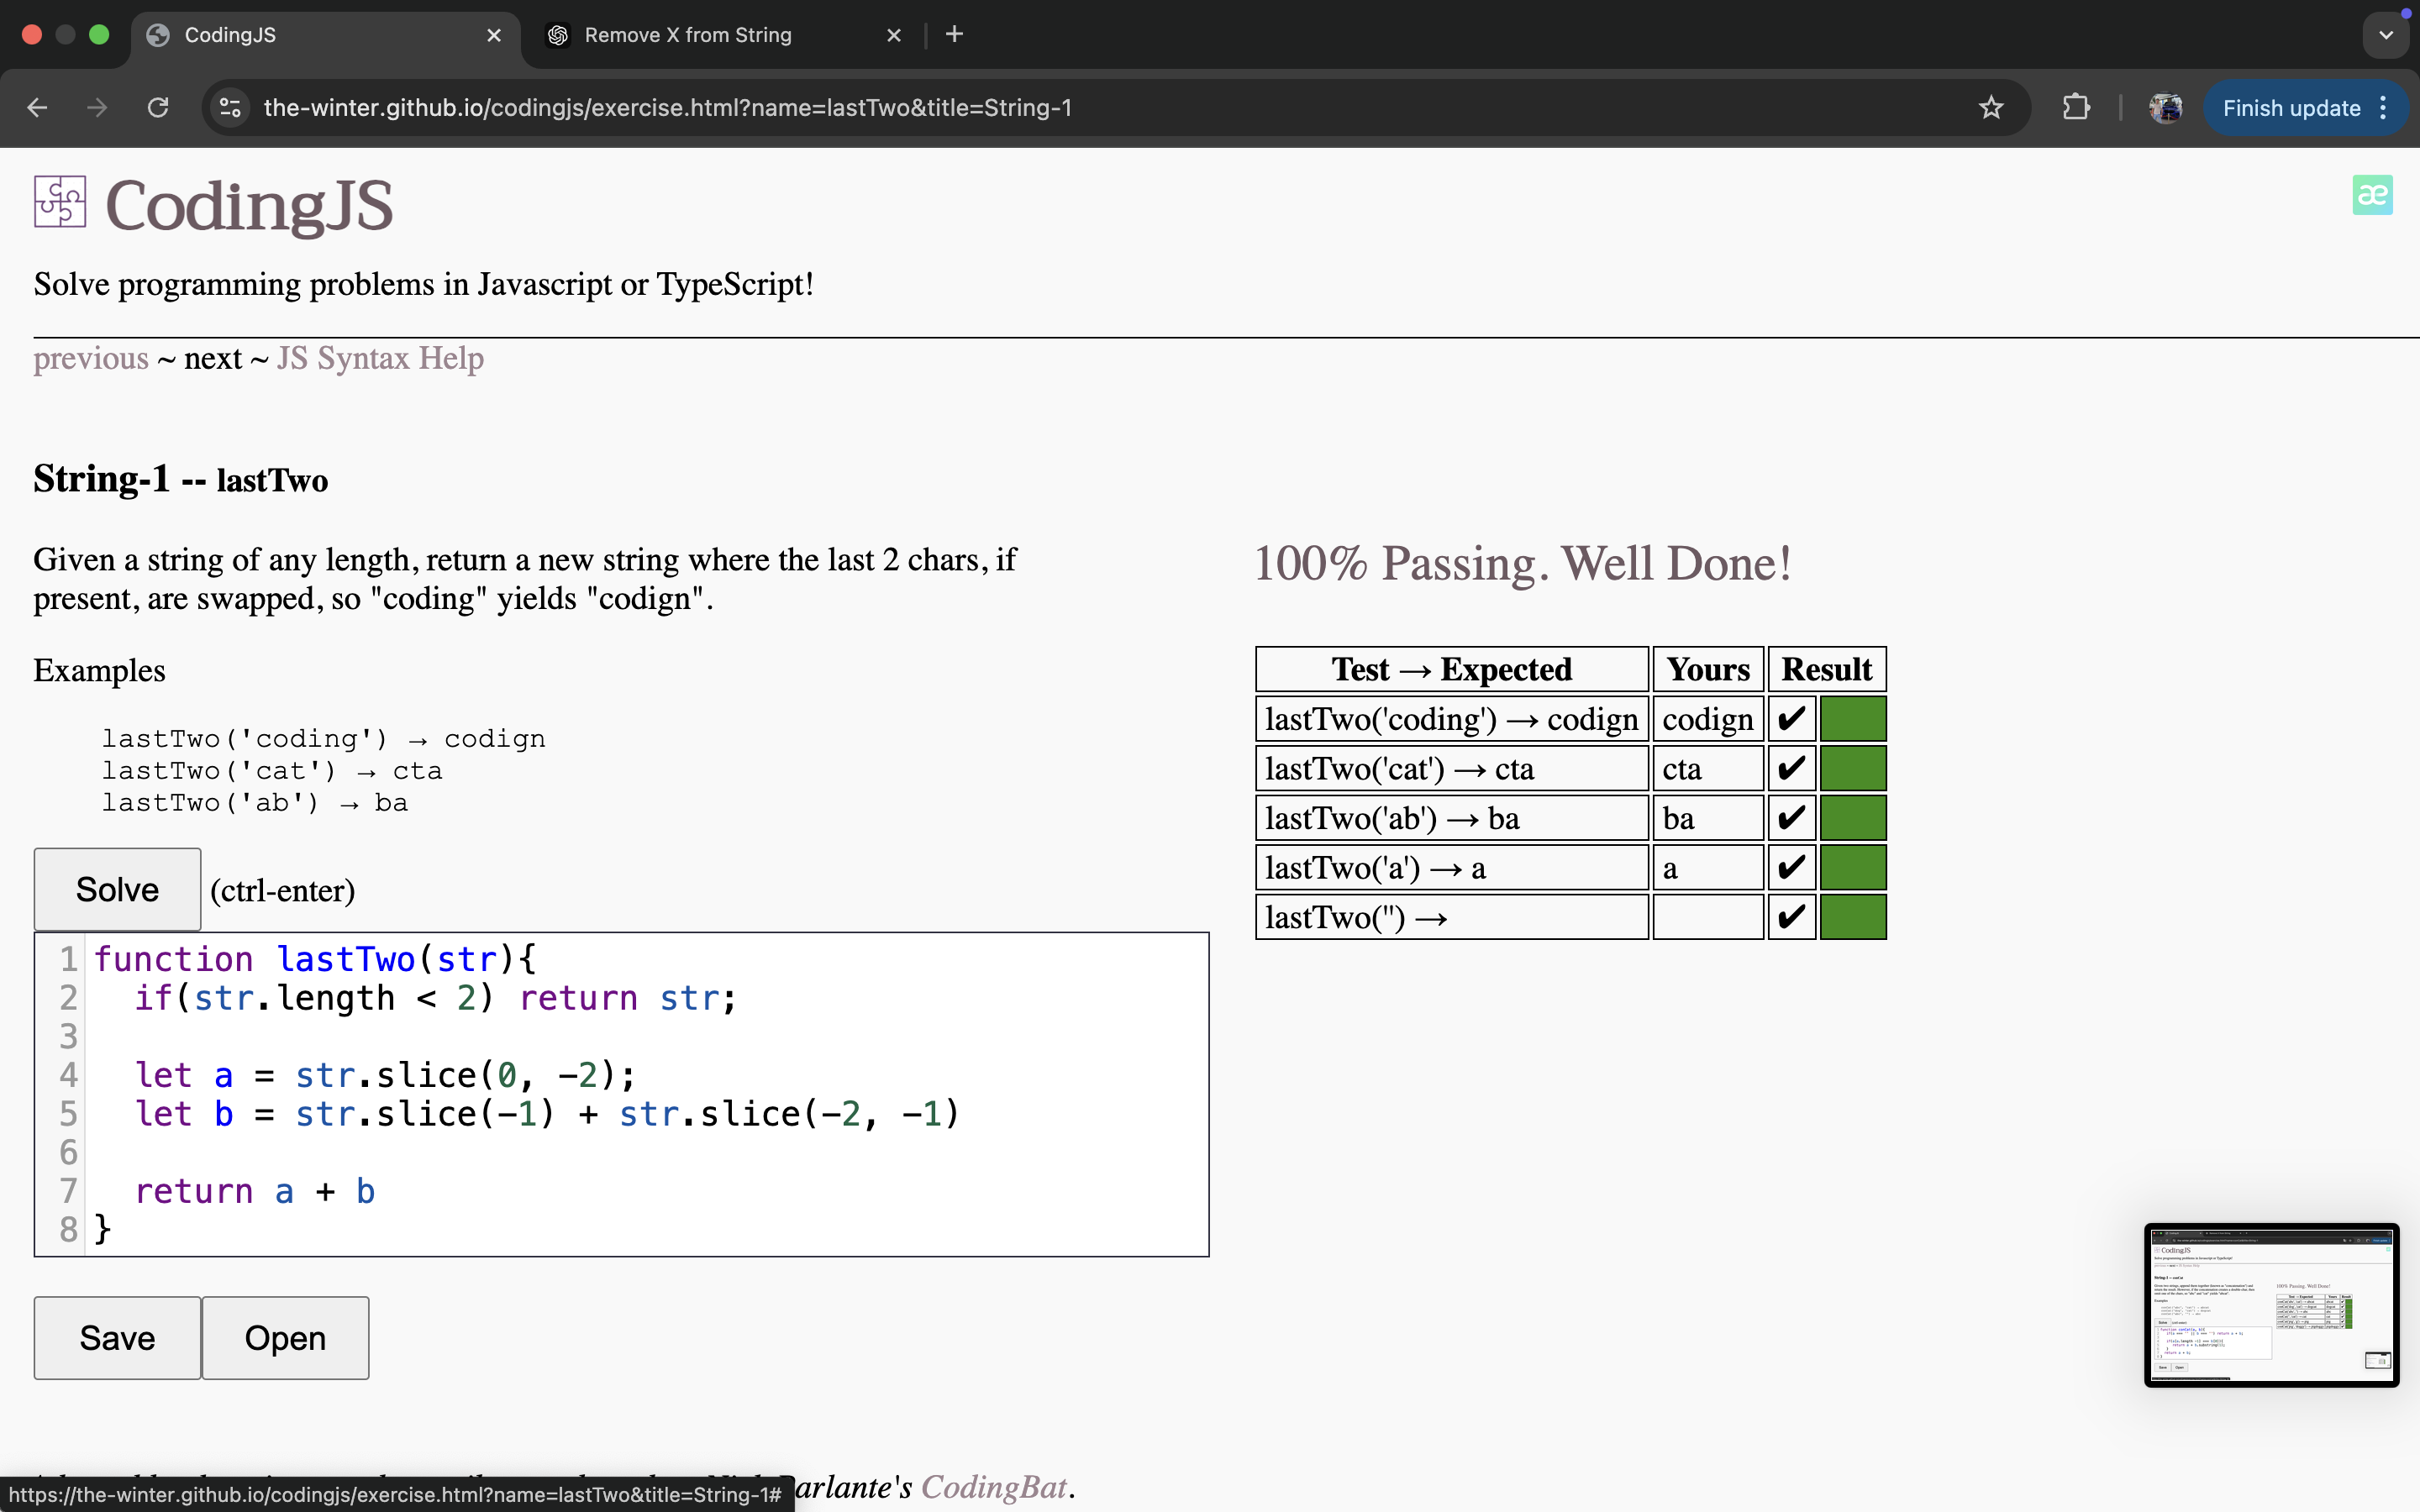 CodingJS
Remove X from String
the-winter.github.io/codingjs/exercise.html?name=lastTwo&title=String-1
Finish update
CodingJS
æ
Solve programming problems in Javascript or TypeScript!
previous ~ next ~ JS Syntax Help
String-1 -- lastTwo
Given a string of any length, return a new string where the last 2 chars, if
present, are swapped, so "coding" yields "codign".
Examples
lastTwo('coding') → codign
lastTwo('cat') → cta
lastTwo('ab') → ba
Solve (ctrl-enter)
1 function lastTwo(str){
2 if(str.length < 2) return str;
3
4 let a = str.slice(0, -2);
5 let b = str.slice(-1) + str.slice(-2, -1)
6
7 return a + b
8 }
Save Open
100% Passing. Well Done!
Test → Expected Yours Result
lastTwo('coding') → codign codign ✔
lastTwo('cat') → cta cta ✔
lastTwo('ab') → ba ba ✔
lastTwo('a') → a a ✔
lastTwo('') → ✔
CodingJS
100% Passing. Well Done!
arlante's CodingBat.
https://the-winter.github.io/codingjs/exercise.html?name=lastTwo&title=String-1#